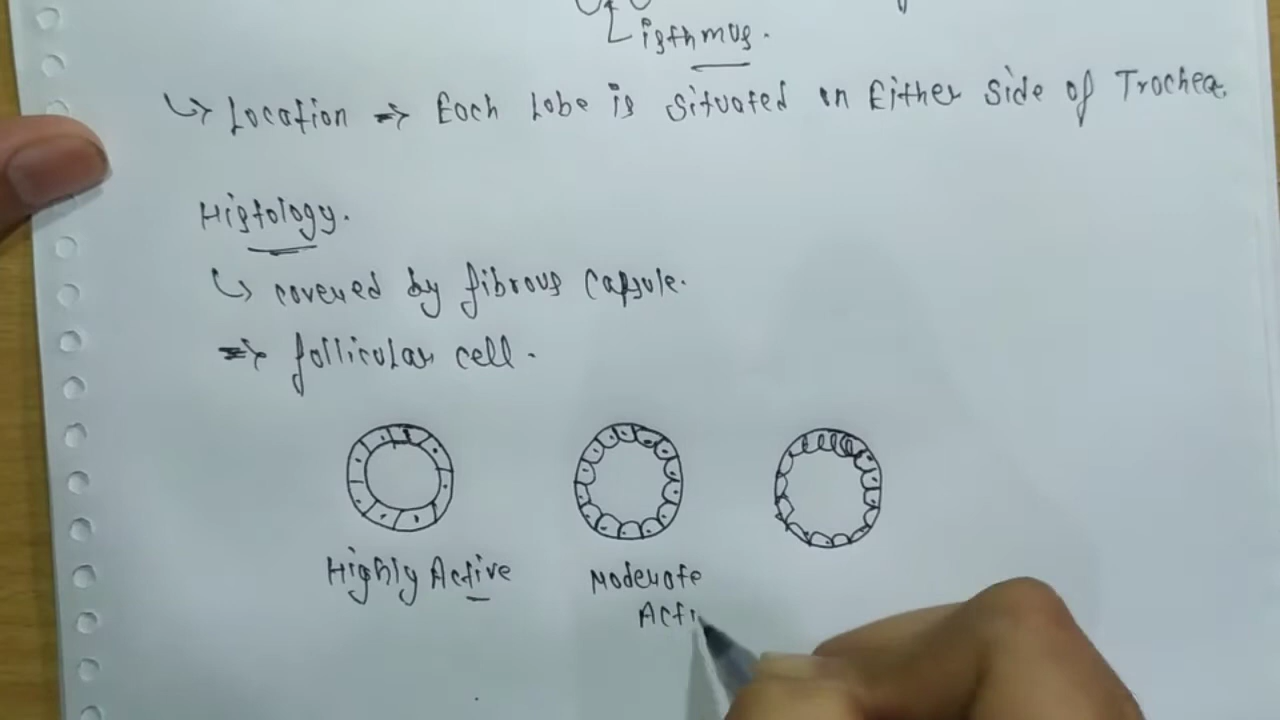 isthmus.
↳ Location ⇒ Each Lobe is Situated on Either Side of Trachea
Histology.
↳ covered by fibrous capsule.
⇒ follicular cell.
Highly Active
Moderate
Acti